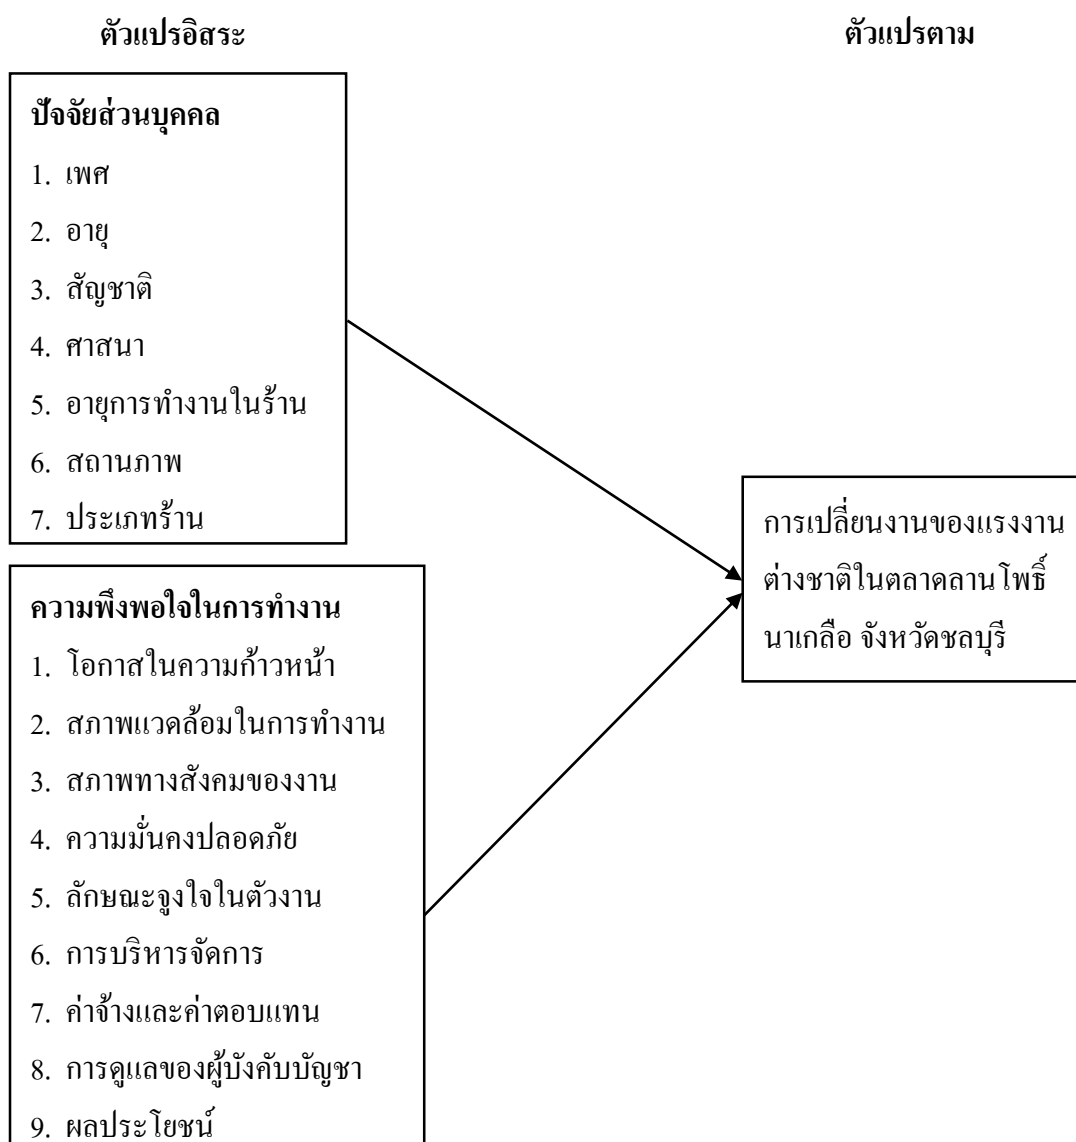 ตัวแปรอิสระ
ตัวแปรตาม
ปัจจัยส่วนบุคคล
1. เพศ
2. อายุ
3. สัญชาติ
4. ศาสนา
5. อายุการทำงานในร้าน
6. สถานภาพ
7. ประเภทร้าน
ความพึงพอใจในการทำงาน
1. โอกาสในความก้าวหน้า
2. สภาพแวดล้อมในการทำงาน
3. สภาพทางสังคมของงาน
4. ความมั่นคงปลอดภัย
5. ลักษณะจูงใจในตัวงาน
6. การบริหารจัดการ
7. ค่าจ้างและค่าตอบแทน
8. การดูแลของผู้บังคับบัญชา
9. ผลประโยชน์
การเปลี่ยนงานของแรงงาน
ต่างชาติในตลาดลานโพธิ์
นาเกลือ จังหวัดชลบุรี